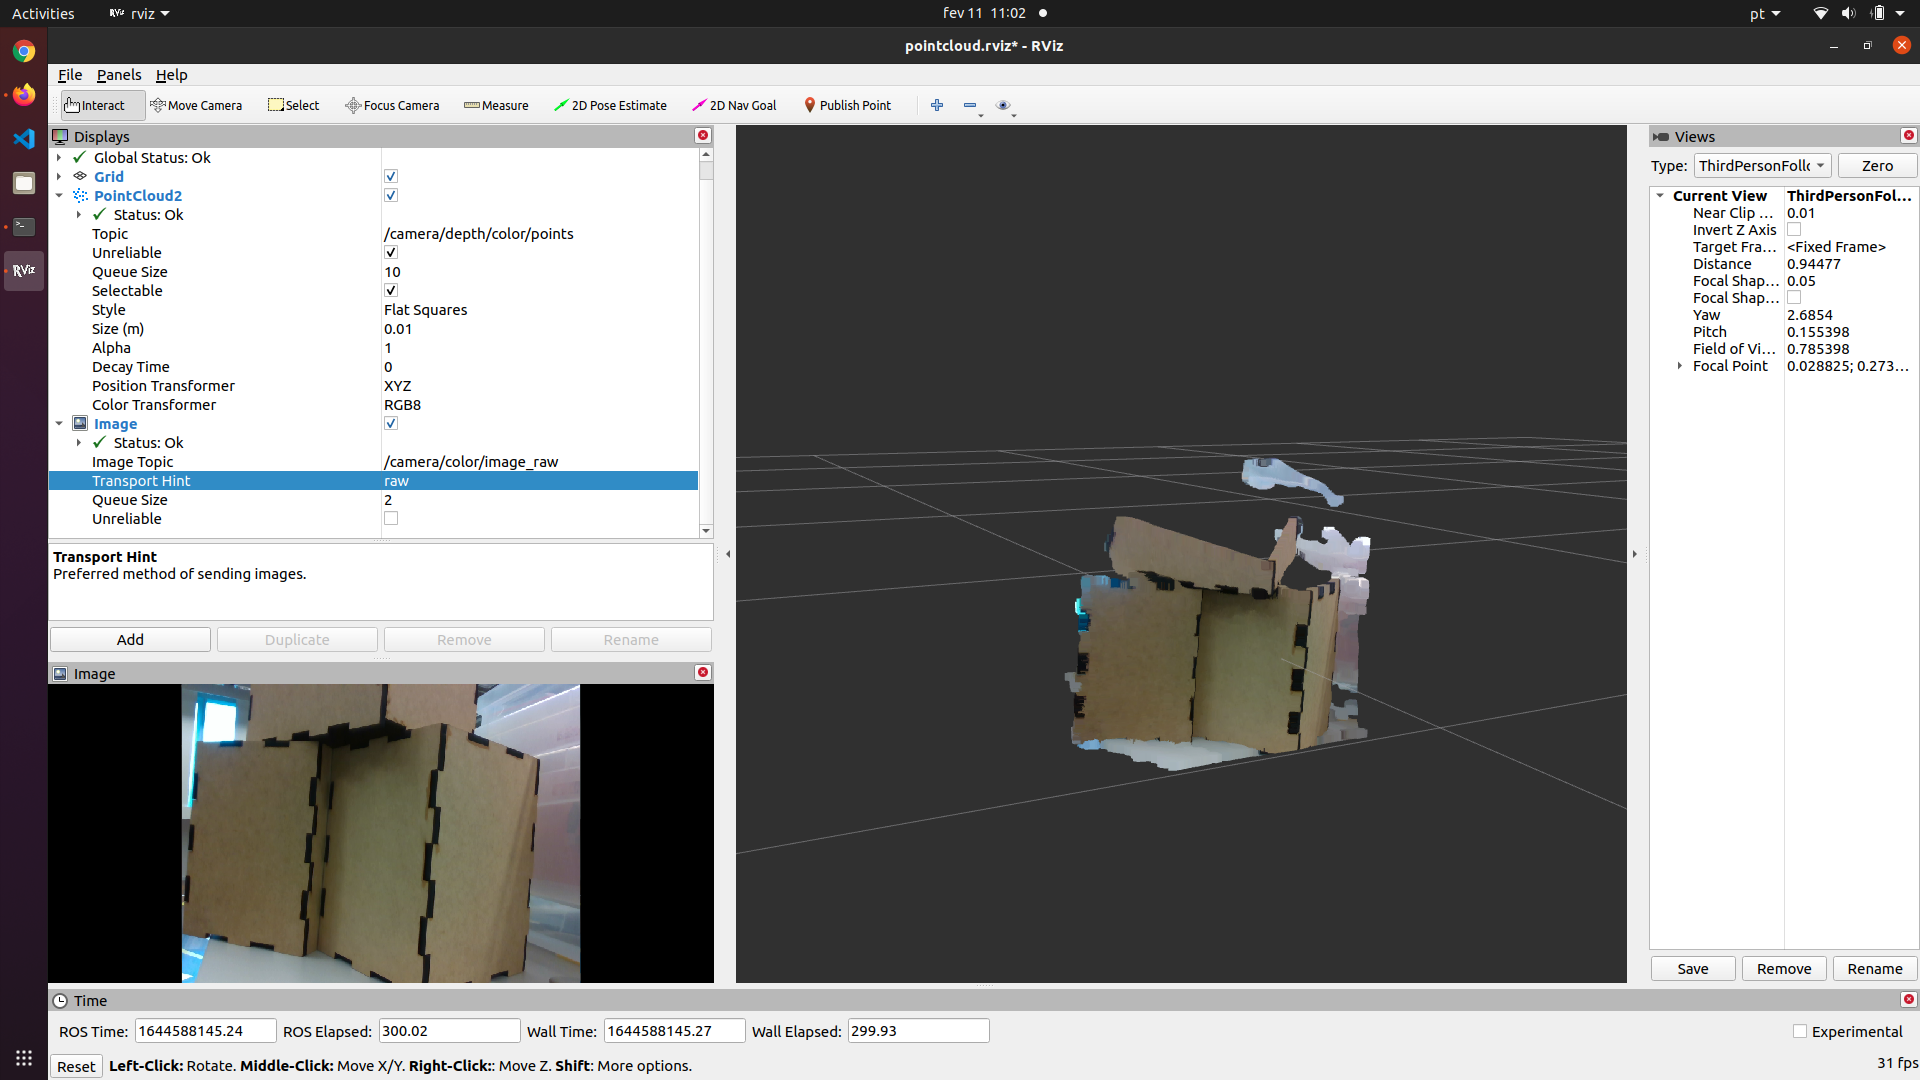 Activities RViz rviz fev 11 11:02 pt
pointcloud.rviz* - RViz
File Panels Help
Interact Move Camera Select Focus Camera Measure 2D Pose Estimate 2D Nav Goal Publish Point
Displays
Global Status: Ok
Grid
PointCloud2
Status: Ok
Topic /camera/depth/color/points
Unreliable
Queue Size 10
Selectable
Style Flat Squares
Size (m) 0.01
Alpha 1
Decay Time 0
Position Transformer XYZ
Color Transformer RGB8
Image
Status: Ok
Image Topic /camera/color/image_raw
Transport Hint raw
Queue Size 2
Unreliable
Transport Hint
Preferred method of sending images.
Add Duplicate Remove Rename
Image
RViz
Views
Type: ThirdPersonFoll Zero
Current View ThirdPersonFol...
Near Clip ... 0.01
Invert Z Axis
Target Fra... <Fixed Frame>
Distance 0.94477
Focal Shap... 0.05
Focal Shap...
Yaw 2.6854
Pitch 0.155398
Field of Vi... 0.785398
Focal Point 0.028825; 0.273...
Save Remove Rename
Time
ROS Time: 1644588145.24 ROS Elapsed: 300.02 Wall Time: 1644588145.27 Wall Elapsed: 299.93 Experimental
Reset Left-Click: Rotate. Middle-Click: Move X/Y. Right-Click:: Move Z. Shift: More options. 31 fps